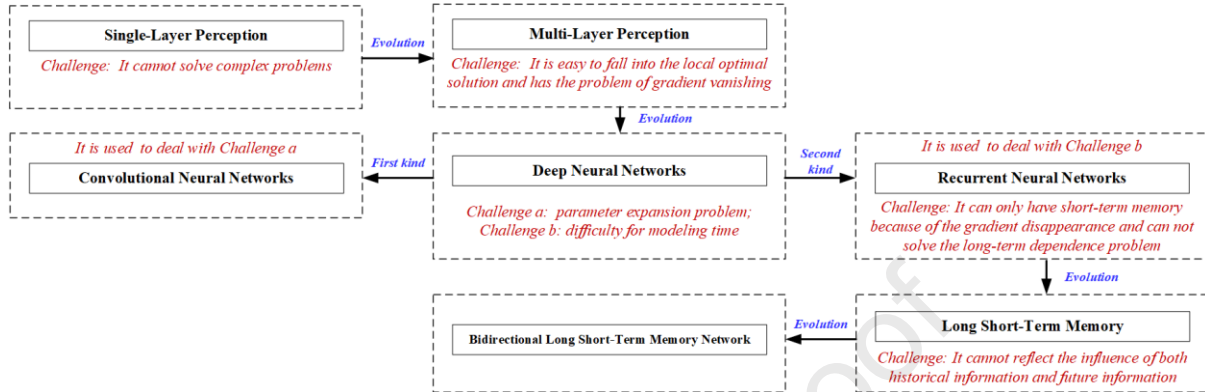 Single-Layer Perception
Challenge: It cannot solve complex problems
Evolution
Multi-Layer Perception
Challenge: It is easy to fall into the local optimal
solution and has the problem of gradient vanishing
Evolution
It is used to deal with Challenge a
Convolutional Neural Networks
First kind
Deep Neural Networks
Challenge a: parameter expansion problem;
Challenge b: difficulty for modeling time
Second
kind
It is used to deal with Challenge b
Recurrent Neural Networks
Challenge: It can only have short-term memory
because of the gradient disappearance and can not
solve the long-term dependence problem
Evolution
Bidirectional Long Short-Term Memory Network
Evolution
Long Short-Term Memory
Challenge: It cannot reflect the influence of both
historical information and future information